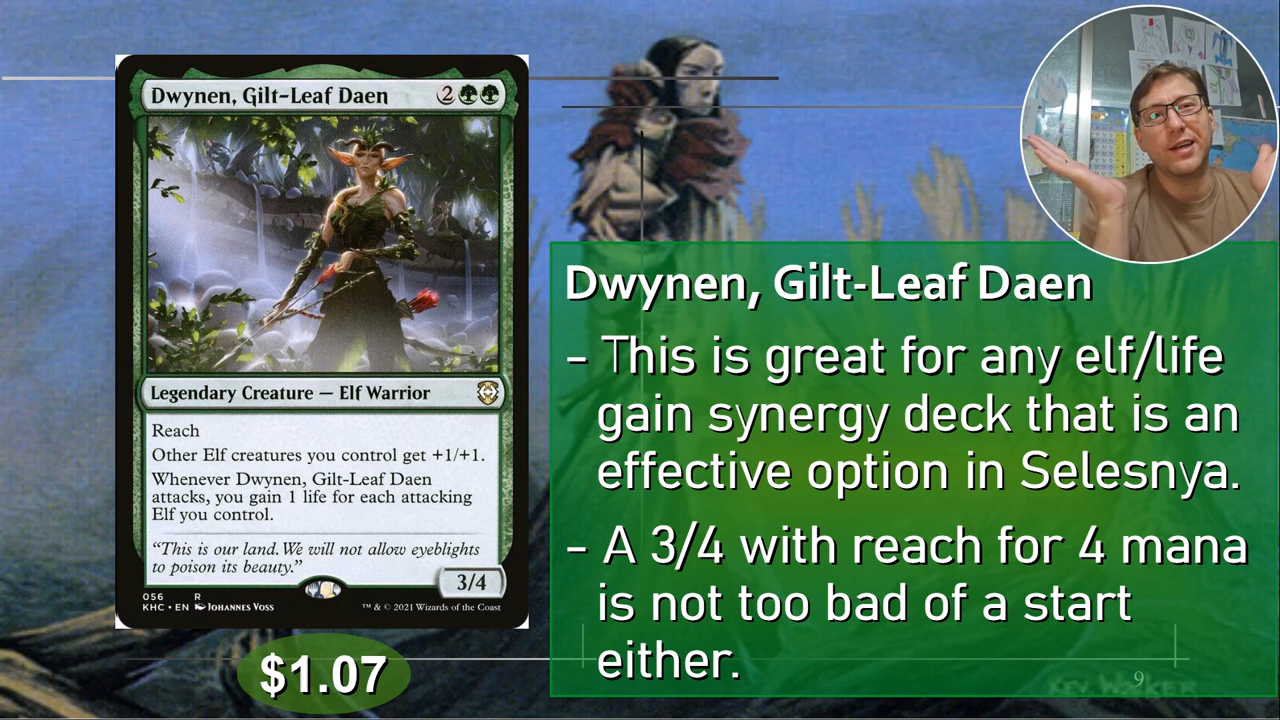 Dwynen, Gilt-Leaf Daen 2
Legendary Creature — Elf Warrior
Reach
Other Elf creatures you control get +1/+1.
Whenever Dwynen, Gilt-Leaf Daen
attacks, you gain 1 life for each attacking
Elf you control.
“This is our land. We will not allow eyeblights
to poison its beauty.”
3/4
056 R
KHC • EN Johannes Voss
™ & © 2021 Wizards of the Coast
$1.07
Dwynen, Gilt-Leaf Daen
- This is great for any elf/life
gain synergy deck that is an
effective option in Selesnya.
- A 3/4 with reach for 4 mana
is not too bad of a start
either.
9
Kev Walker